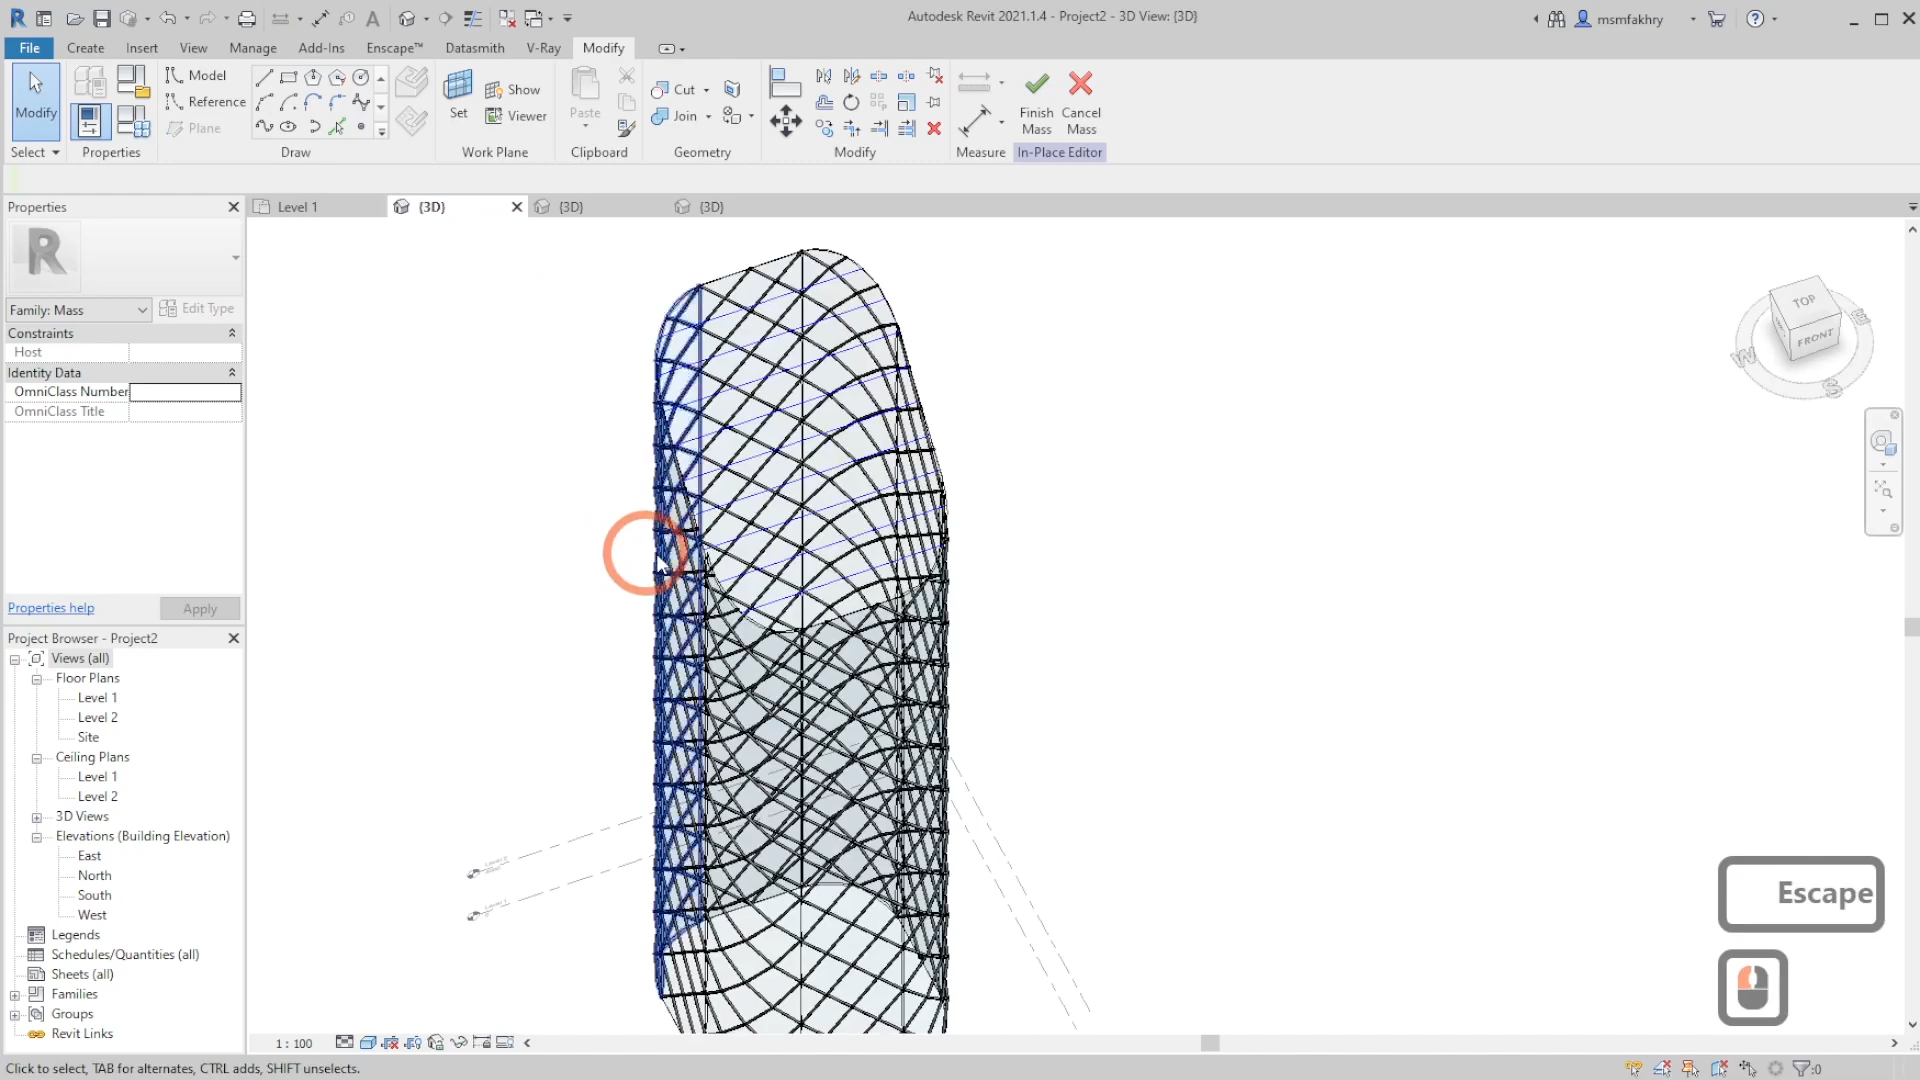 Autodesk Revit 2021.1.4 - Project2 - 3D View: {3D}
msmfakhry
File Create Insert View Manage Add-Ins Enscape™ Datasmith V-Ray Modify
Modify
Select
Properties
Model
Reference
Plane
Draw
Set
Show
Viewer
Work Plane
Paste
Clipboard
Cut
Join
Geometry
Modify
Measure
Finish Mass
Cancel Mass
In-Place Editor
Properties
Level 1
{3D}
{3D}
{3D}
Family: Mass
Edit Type
Constraints
Host
Identity Data
OmniClass Number
OmniClass Title
Properties help
Apply
Project Browser - Project2
Views (all)
Floor Plans
Level 1
Level 2
Site
Ceiling Plans
Level 1
Level 2
3D Views
Elevations (Building Elevation)
East
North
South
West
Legends
Schedules/Quantities (all)
Sheets (all)
Families
Groups
Revit Links
TOP
FRONT
W
S
E
Escape
1 : 100
Click to select, TAB for alternates, CTRL adds, SHIFT unselects.
:0